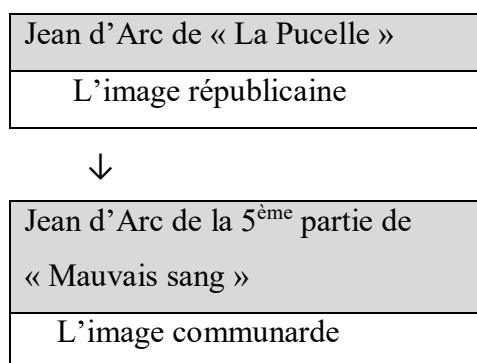 Jean d’Arc de « La Pucelle »
L’image républicaine
↓
Jean d’Arc de la 5ème partie de
« Mauvais sang »
L’image communarde